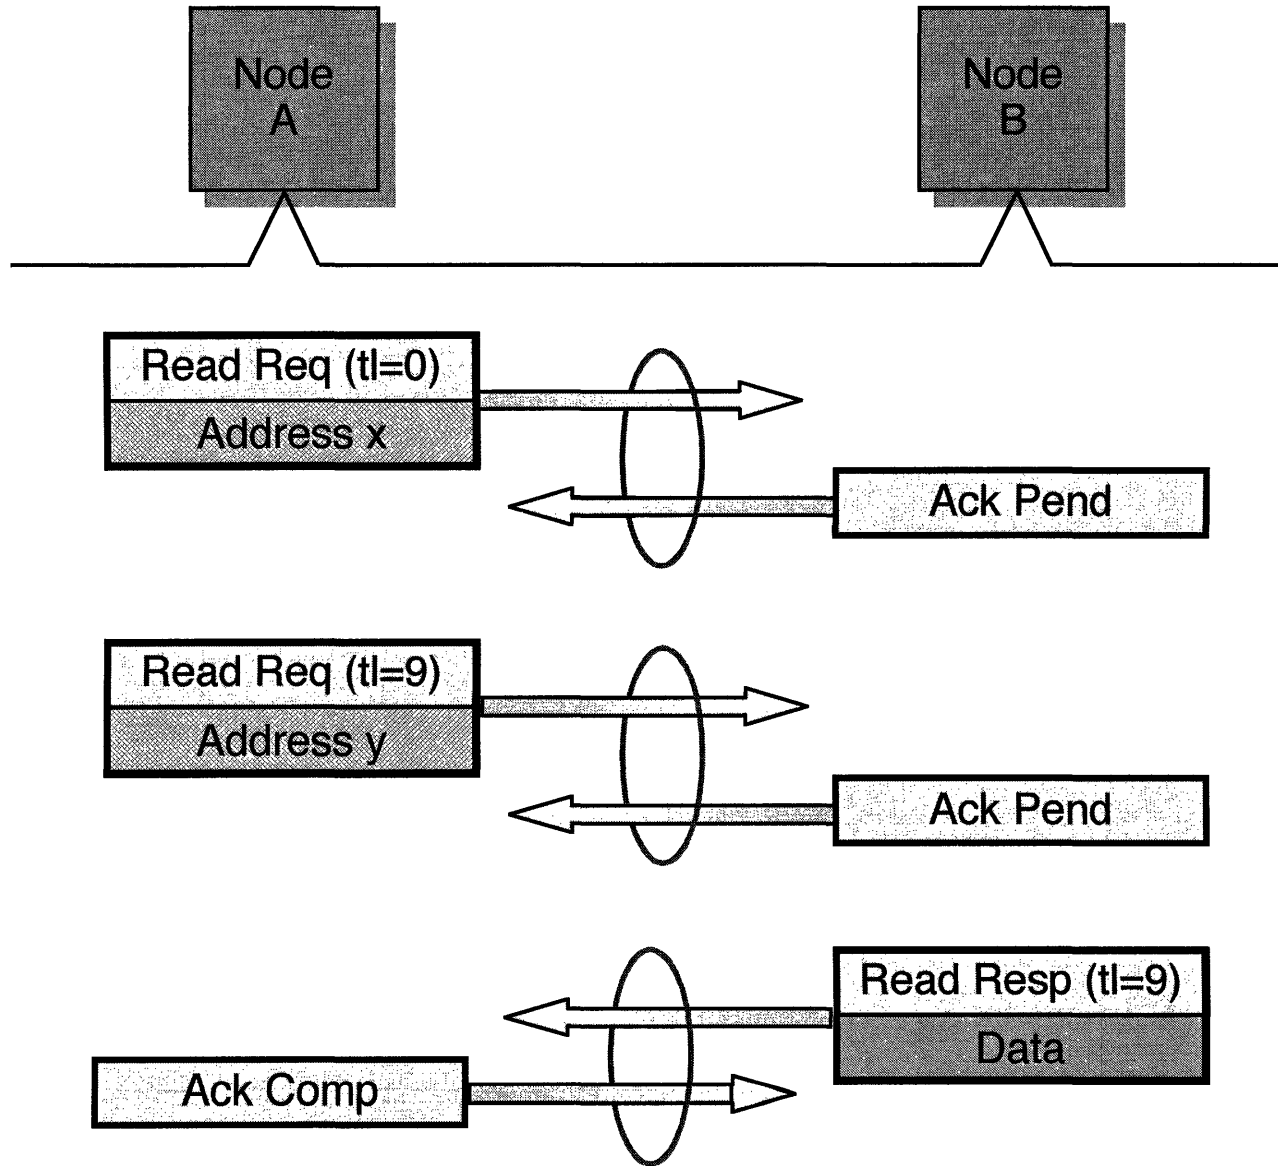 Node
A
Node
B
Read Req (tl=0)
Address x
Ack Pend
Read Req (tl=9)
Address y
Ack Pend
Read Resp (tl=9)
Data
Ack Comp